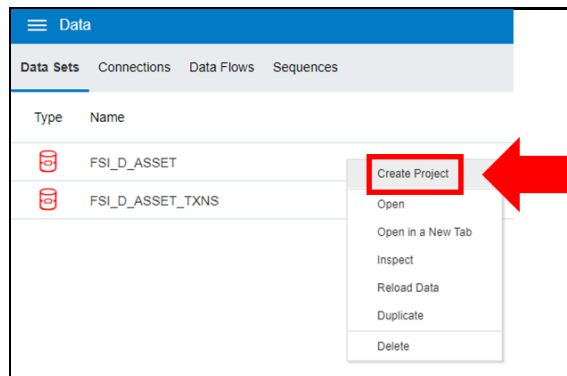 Data
Data Sets Connections Data Flows Sequences
Type Name
FSI_D_ASSET
FSI_D_ASSET_TXNS
Create Project
Open
Open in a New Tab
Inspect
Reload Data
Duplicate
Delete